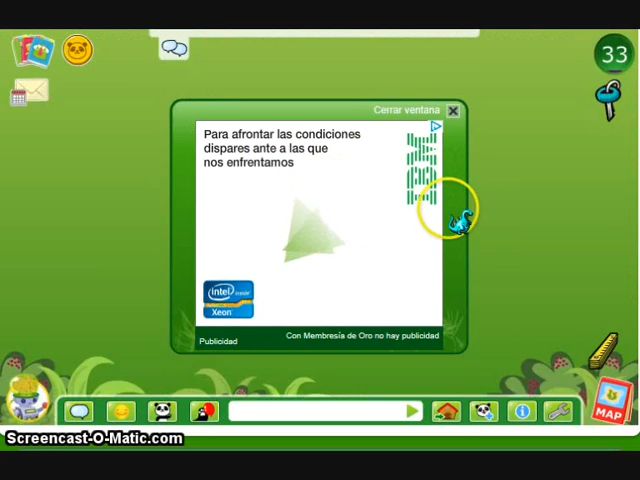 33
Cerrar ventana
Para afrontar las condiciones
dispares ante a las que
nos enfrentamos
IBM
intel inside
Xeon
Con Membresía de Oro no hay publicidad
Publicidad
MAP
Screencast-O-Matic.com